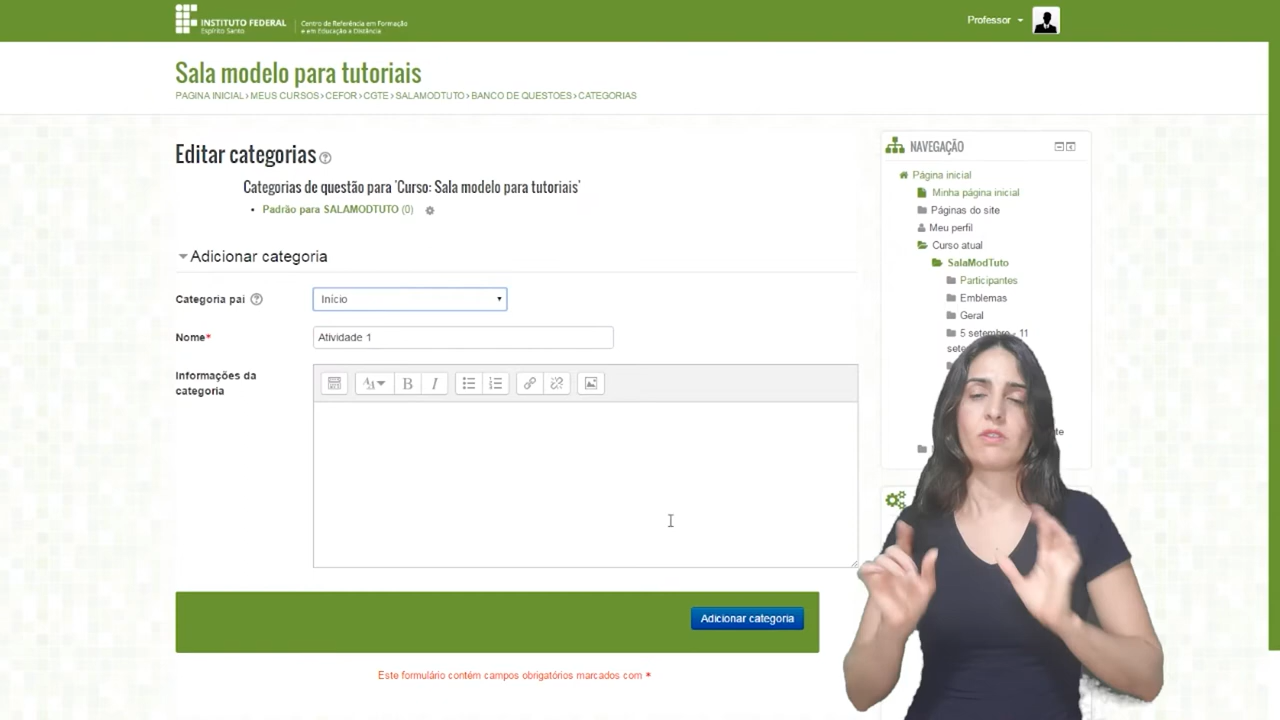 INSTITUTO FEDERAL
Espírito Santo
Centro de Referência em Formação
e em Educação a Distância
Professor
Sala modelo para tutoriais
PAGINA INICIAL › MEUS CURSOS › CEFOR › CGTE › SALAMODTUTO › BANCO DE QUESTOES › CATEGORIAS
Editar categorias
Categorias de questão para 'Curso: Sala modelo para tutoriais'
Padrão para SALAMODTUTO (0)
Adicionar categoria
Categoria pai
Início
Nome*
Atividade 1
Informações da
categoria
B I
Adicionar categoria
Este formulário contém campos obrigatórios marcados com *
NAVEGAÇÃO
Página inicial
Minha página inicial
Páginas do site
Meu perfil
Curso atual
SalaModTuto
Participantes
Emblemas
Geral
5 setembro - 11